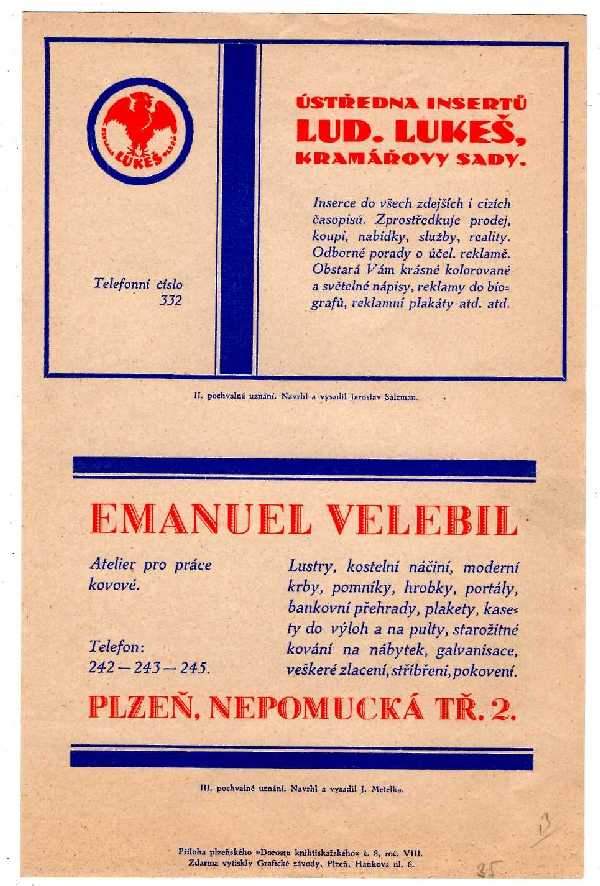 LUKEŠ
ÚSTŘEDNA INSERTŮ
LUD. LUKEŠ,
KRAMÁŘOVY SADY.
Inserce do všech zdejších i cizích
časopisů. Zprostředkuje prodej,
koupi, nabídky, služby, reality.
Odborné porady o účel. reklamě.
Obstará Vám krásné kolorované
a světelné nápisy, reklamy do bio-
grafů, reklamní plakáty atd. atd.
Telefonní číslo
332
II. pochvalné uznání. Navrhl a vysadil Jaroslav Salzman.
EMANUEL VELEBIL
Atelier pro práce
kovové.
Telefon:
242 — 243 — 245.
Lustry, kostelní náčiní, moderní
krby, pomníky, hrobky, portály,
bankovní přehrady, plakety, kase-
ty do výloh a na pulty, starožitné
kování na nábytek, galvanisace,
veškeré zlacení, stříbření, pokovení.
PLZEŇ, NEPOMUCKÁ TŘ. 2.
III. pochvalné uznání. Navrhl a vysadil J. Metelka.
Příloha plzeňského »Dorostu knihtiskařského« č. 8, roč. VIII.
Zdarma vytiskly Grafické závody, Plzeň, Hankova ul. 8.
35